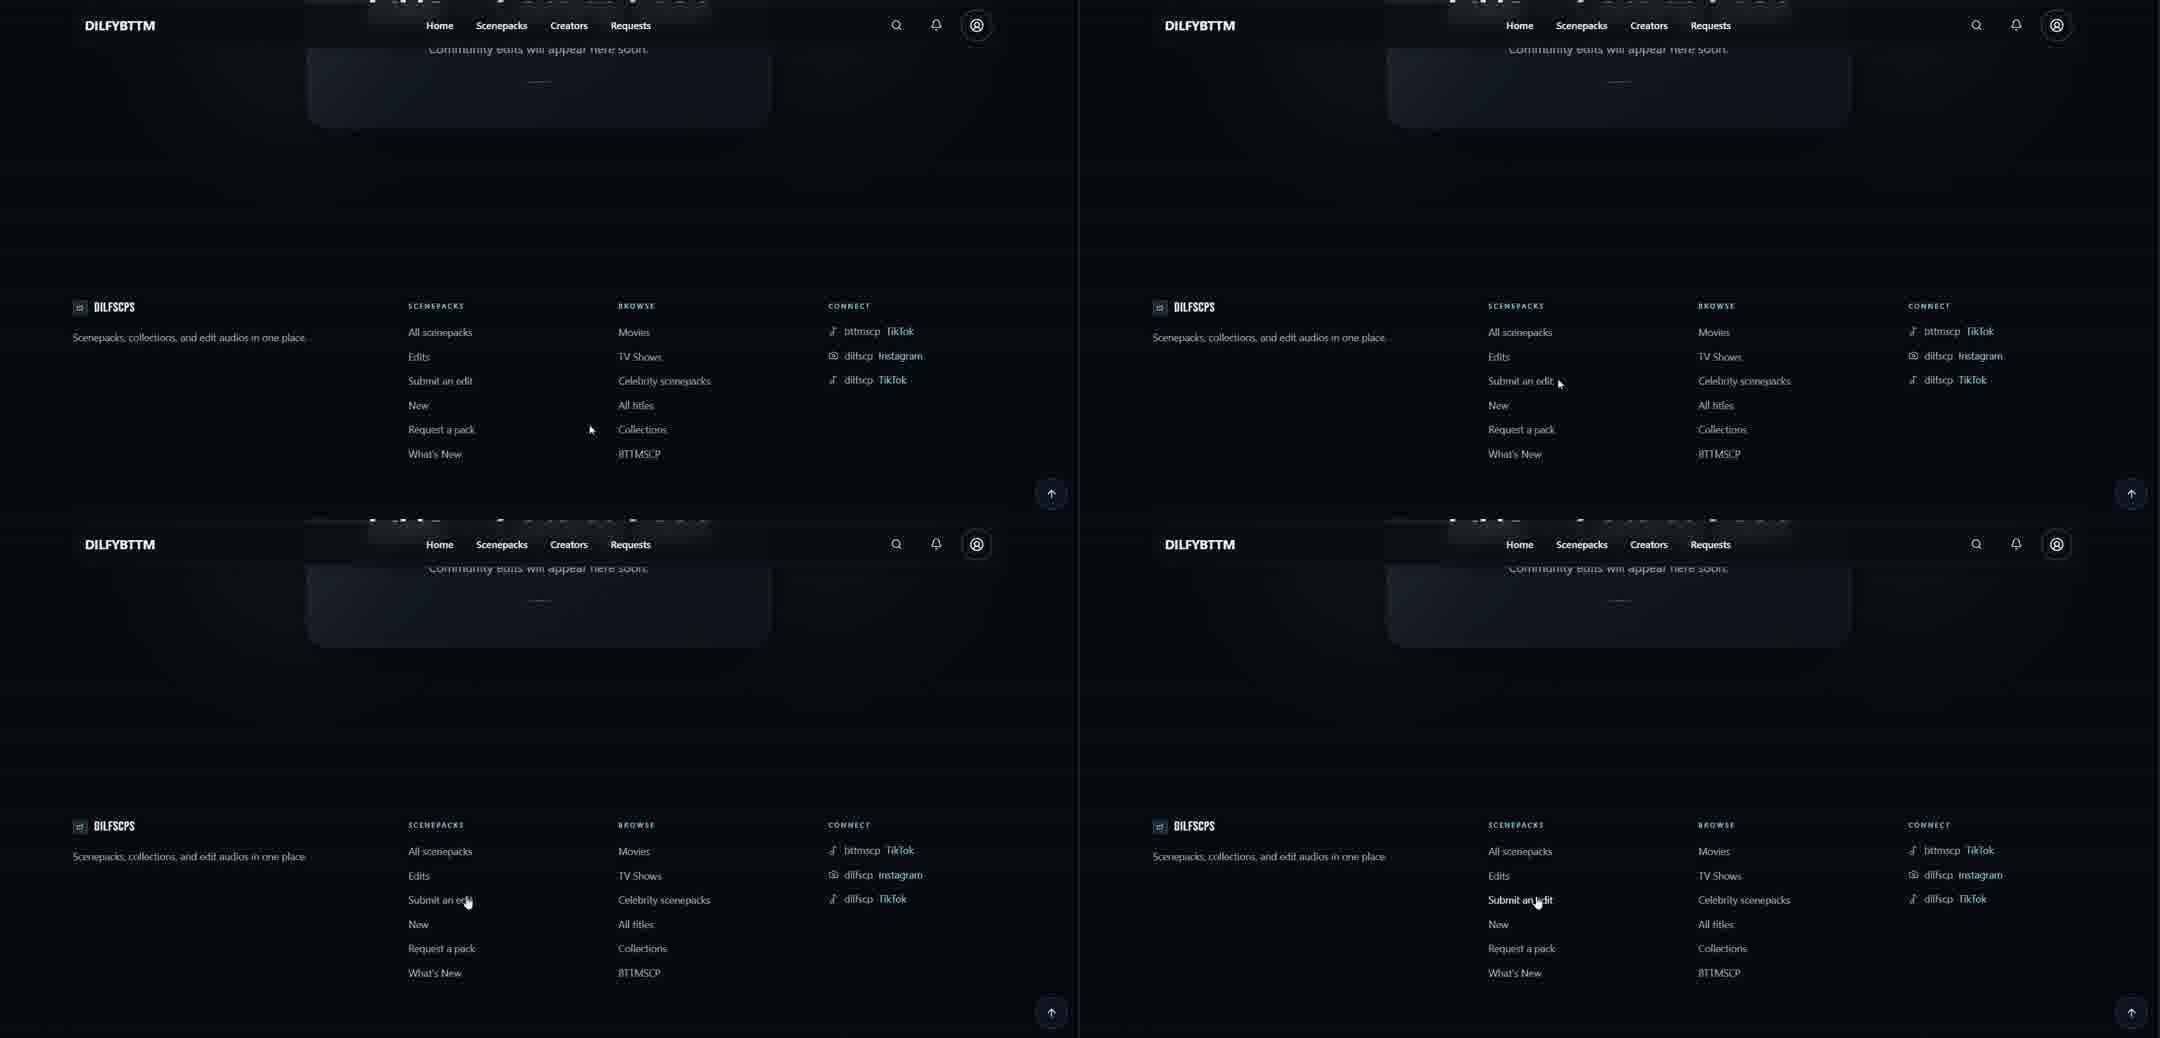 DILFYBTTM Home Scenepacks Creators Requests
Community edits will appear here soon.
DILFSCPS
Scenepacks, collections, and edit audios in one place.
SCENEPACKS
All scenepacks
Edits
Submit an edit
New
Request a pack
What's New
BROWSE
Movies
TV Shows
Celebrity scenepacks
All titles
Collections
BTTMSCP
CONNECT
bttmscp TikTok
dilfscp Instagram
dilfscp TikTok
DILFYBTTM Home Scenepacks Creators Requests
Community edits will appear here soon.
DILFSCPS
Scenepacks, collections, and edit audios in one place.
SCENEPACKS
All scenepacks
Edits
Submit an edit
New
Request a pack
What's New
BROWSE
Movies
TV Shows
Celebrity scenepacks
All titles
Collections
BTTMSCP
CONNECT
bttmscp TikTok
dilfscp Instagram
dilfscp TikTok
DILFYBTTM Home Scenepacks Creators Requests
Community edits will appear here soon.
DILFSCPS
Scenepacks, collections, and edit audios in one place.
SCENEPACKS
All scenepacks
Edits
Submit an edit
New
Request a pack
What's New
BROWSE
Movies
TV Shows
Celebrity scenepacks
All titles
Collections
BTTMSCP
CONNECT
bttmscp TikTok
dilfscp Instagram
dilfscp TikTok
DILFYBTTM Home Scenepacks Creators Requests
Community edits will appear here soon.
DILFSCPS
Scenepacks, collections, and edit audios in one place.
SCENEPACKS
All scenepacks
Edits
Submit an edit
New
Request a pack
What's New
BROWSE
Movies
TV Shows
Celebrity scenepacks
All titles
Collections
BTTMSCP
CONNECT
bttmscp TikTok
dilfscp Instagram
dilfscp TikTok